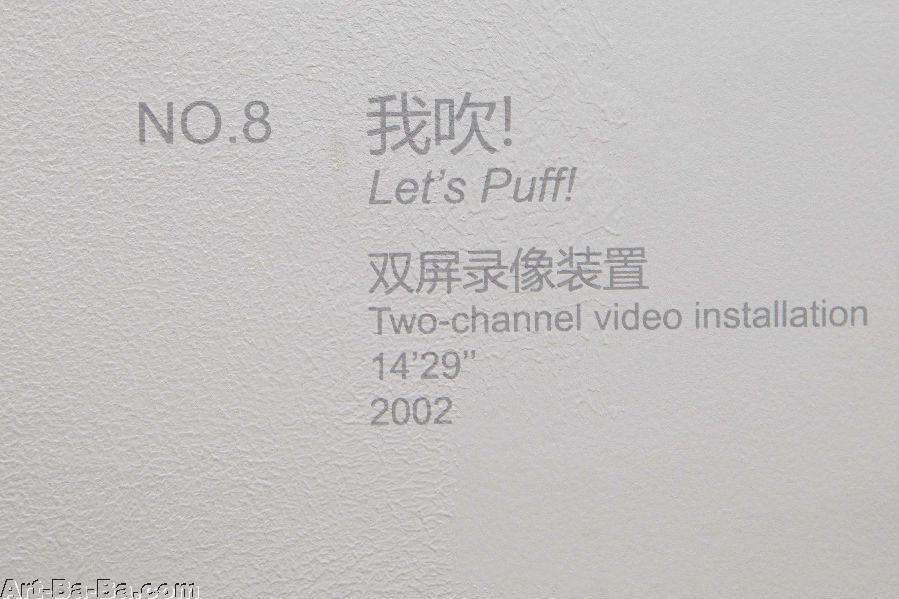 NO.8
我吹!
Let's Puff!
双屏录像装置
Two-channel video installation
14'29"
2002
Art-Ba-Ba.com